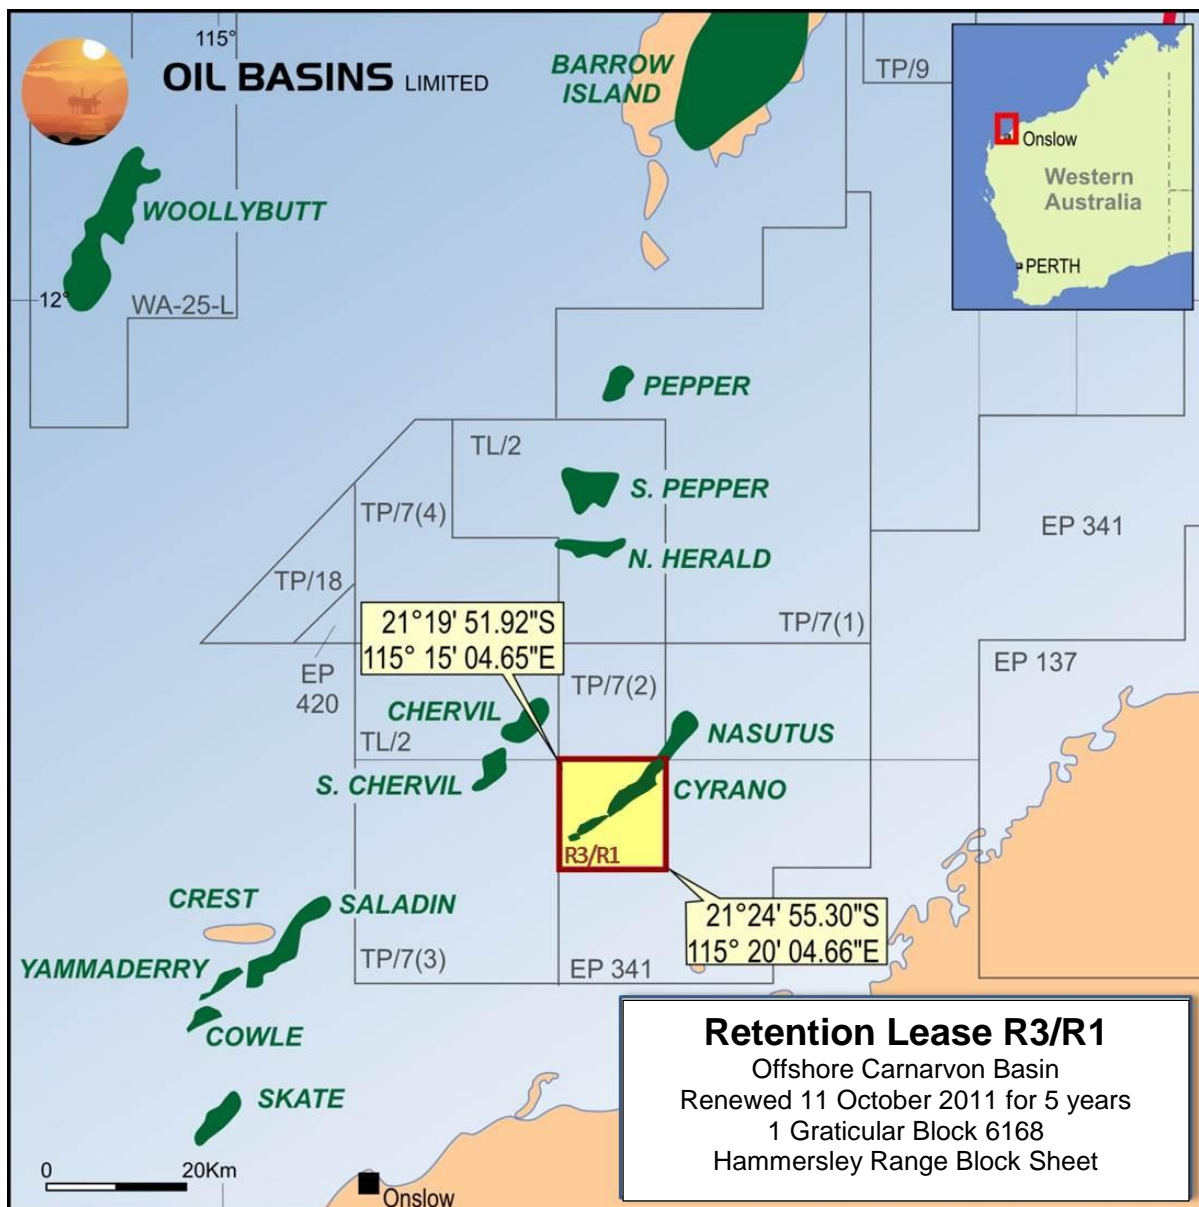 115°
OIL BASINS LIMITED
BARROW
ISLAND
TP/9
Onslow
Western
Australia
PERTH
WOOLLYBUTT
12°
WA-25-L
PEPPER
TL/2
S. PEPPER
TP/7(4)
EP 341
N. HERALD
TP/18
21°19' 51.92"S
115° 15' 04.65"E
TP/7(1)
EP 137
EP
420
TP/7(2)
CHERVIL
NASUTUS
TL/2
S. CHERVIL
CYRANO
R3/R1
CREST
SALADIN
21°24' 55.30"S
115° 20' 04.66"E
YAMMADERRY
TP/7(3)
EP 341
COWLE
SKATE
0 20Km
Onslow
Retention Lease R3/R1
Offshore Carnarvon Basin
Renewed 11 October 2011 for 5 years
1 Graticular Block 6168
Hammersley Range Block Sheet